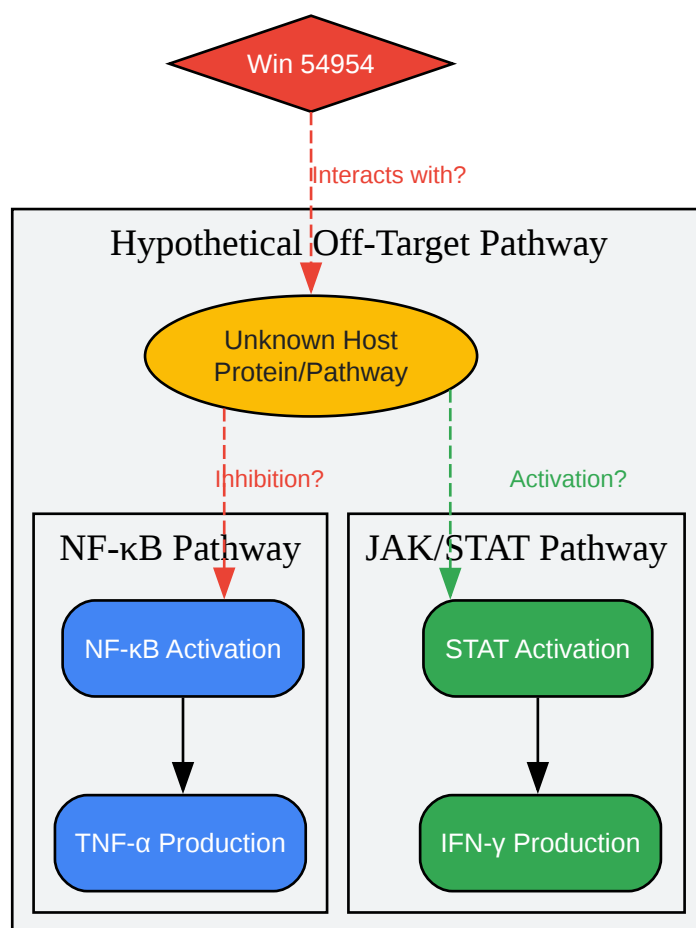 Win 54954
Interacts with?
Hypothetical Off-Target Pathway
Unknown Host
Protein/Pathway
Inhibition?
Activation?
NF-κB Pathway
JAK/STAT Pathway
NF-κB Activation
STAT Activation
TNF-α Production
IFN-γ Production